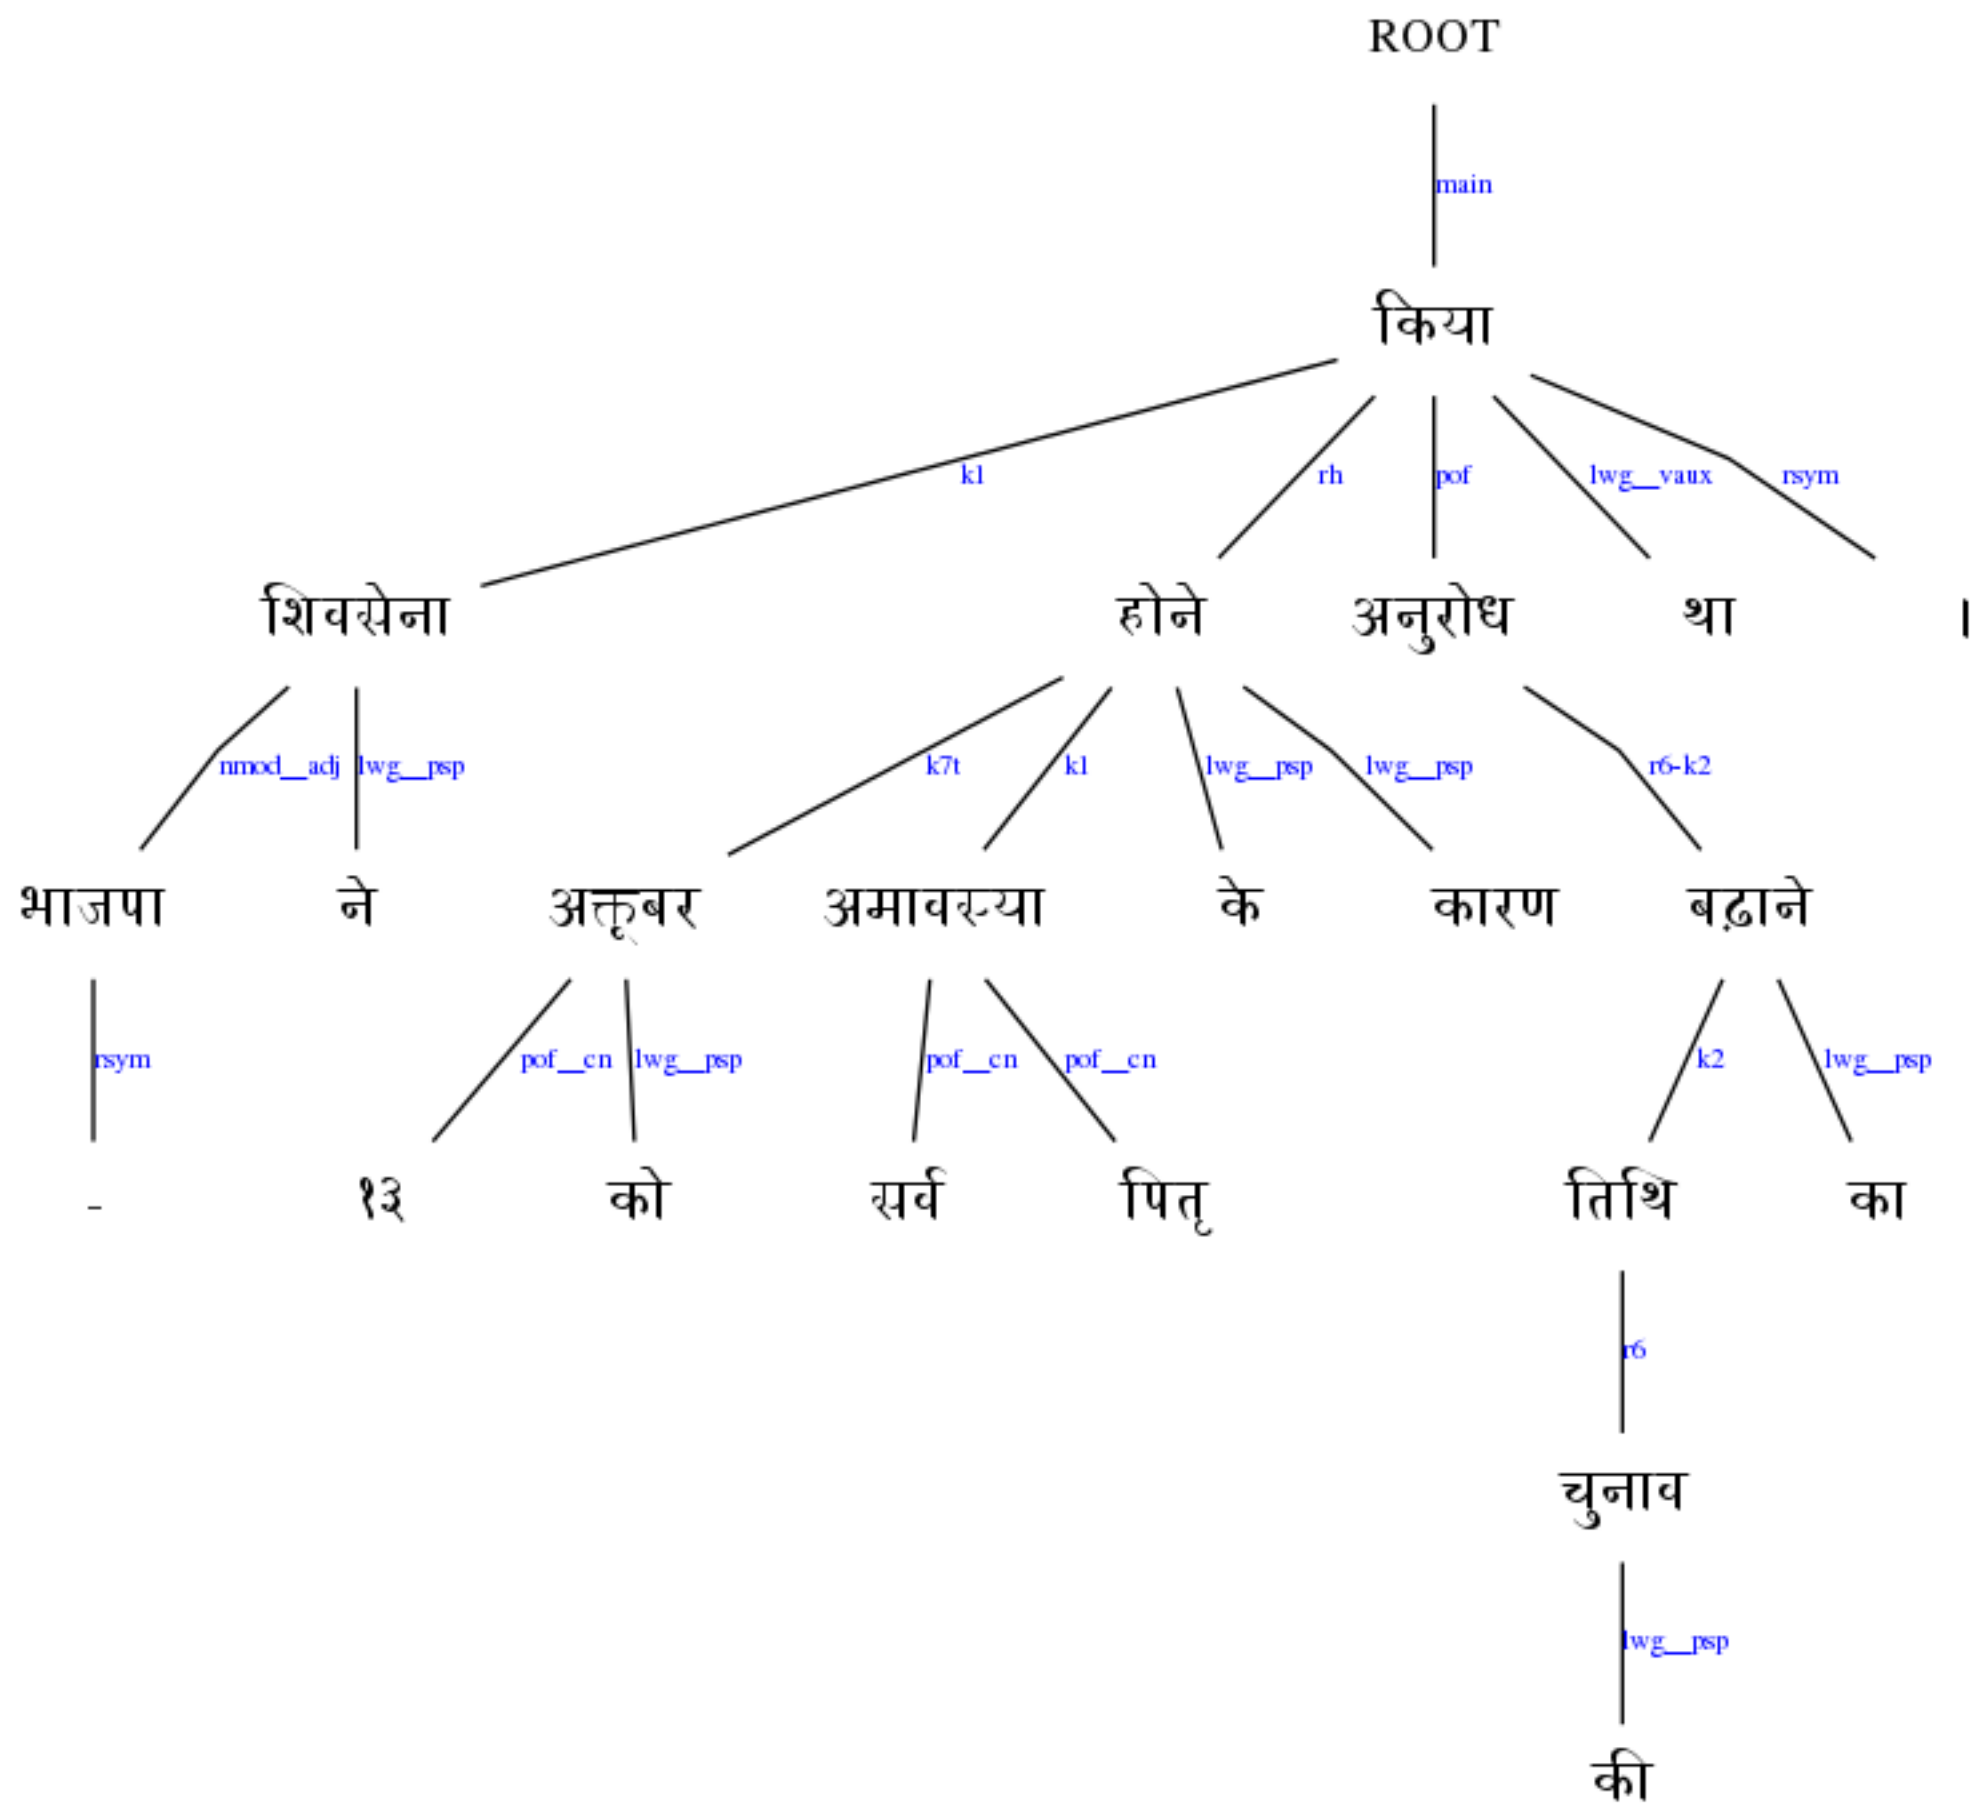 ROOT
main
किया
k1 rh pof lwg__vaux rsym
शिवसेना होने अनुरोध था ।
nmod__adj lwg__psp k7t k1 lwg__psp lwg__psp r6-k2
भाजपा ने अक्तूबर अमावस्या के कारण बढ़ाने
rsym pof__cn lwg__psp pof__cn pof__cn k2 lwg__psp
- १३ को सर्व पितृ तिथि का
r6
चुनाव
lwg__psp
की